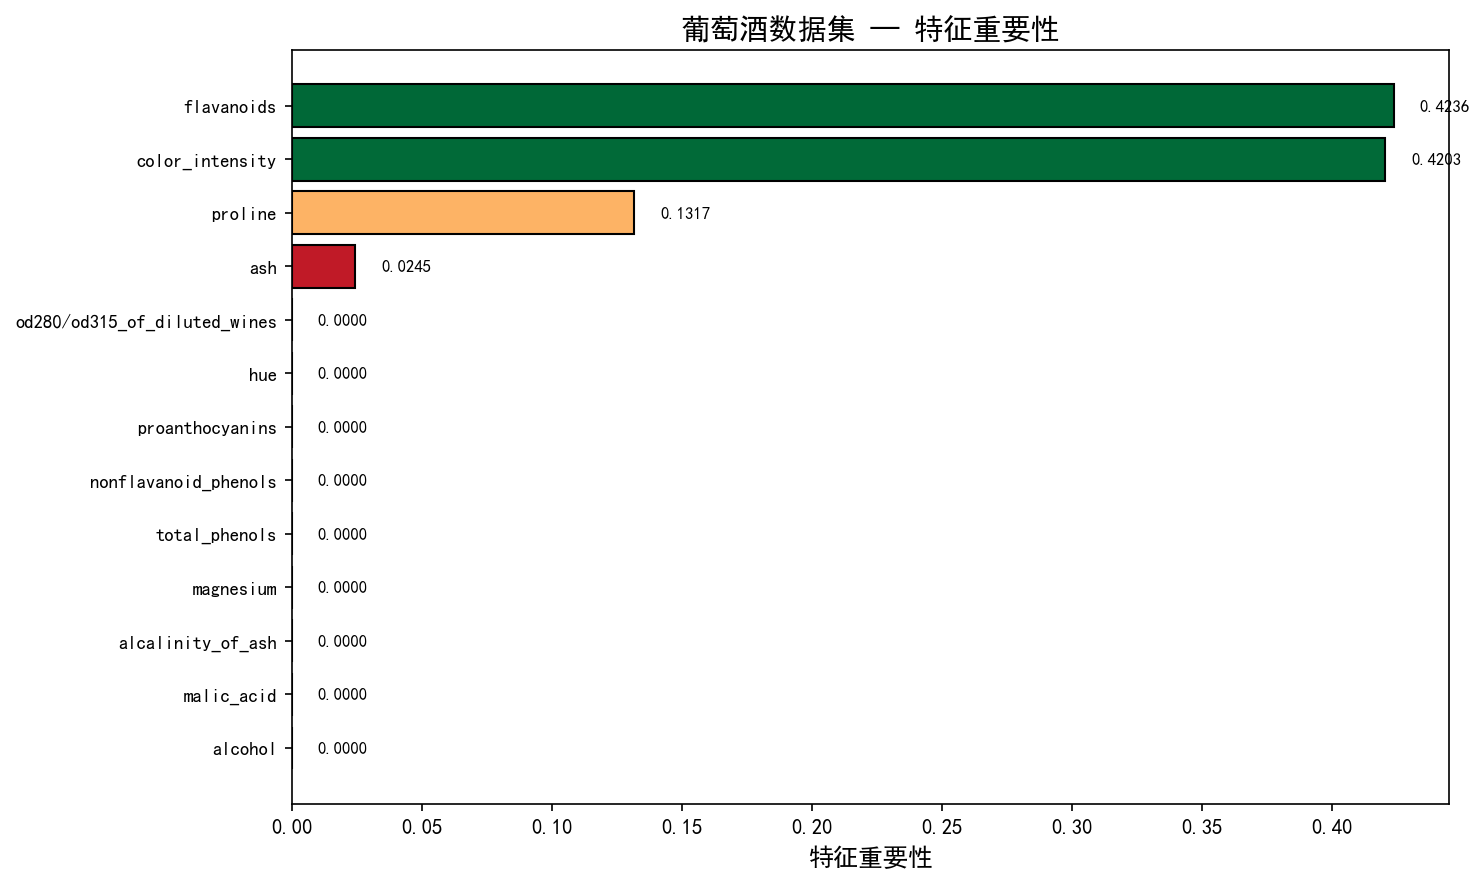 葡萄酒数据集 — 特征重要性
flavanoids 0.4236
color_intensity 0.4203
proline 0.1317
ash 0.0245
od280/od315_of_diluted_wines 0.0000
hue 0.0000
proanthocyanins 0.0000
nonflavanoid_phenols 0.0000
total_phenols 0.0000
magnesium 0.0000
alcalinity_of_ash 0.0000
malic_acid 0.0000
alcohol 0.0000
0.00 0.05 0.10 0.15 0.20 0.25 0.30 0.35 0.40
特征重要性